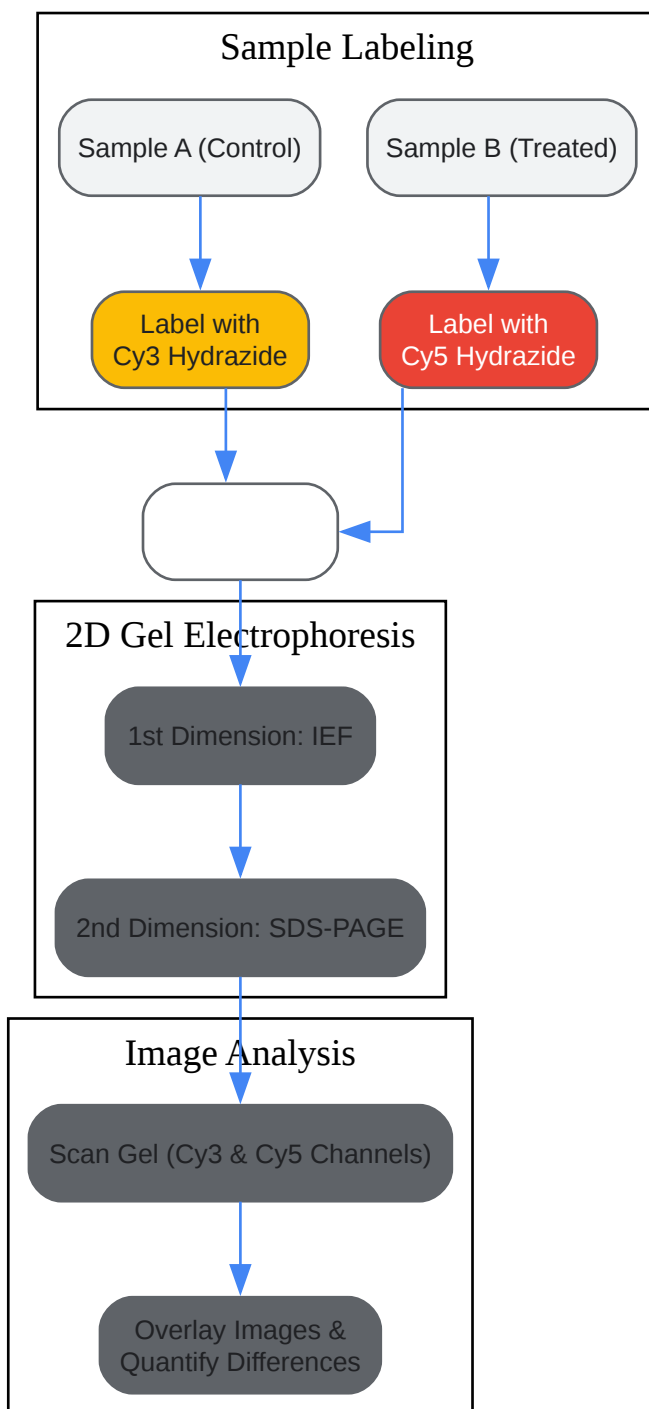 Sample Labeling
Sample A (Control)
Sample B (Treated)
Label with
Cy3 Hydrazide
Label with
Cy5 Hydrazide
2D Gel Electrophoresis
1st Dimension: IEF
2nd Dimension: SDS-PAGE
Image Analysis
Scan Gel (Cy3 & Cy5 Channels)
Overlay Images &
Quantify Differences